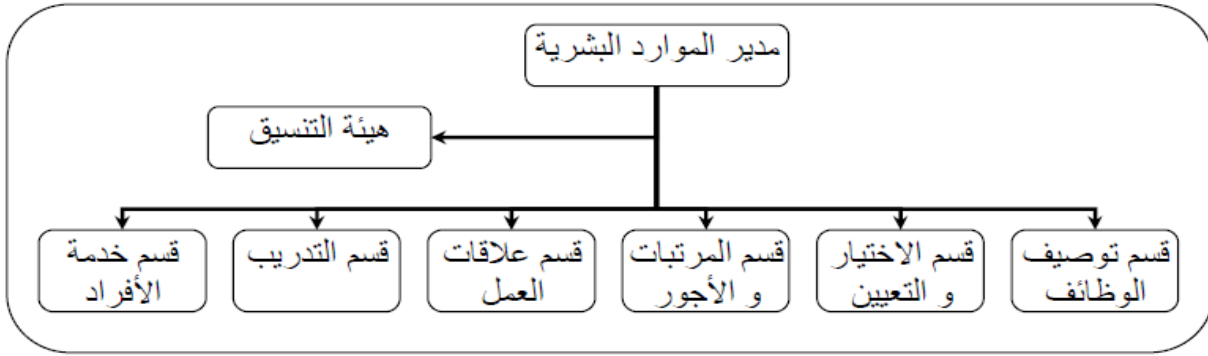 مدير الموارد البشرية
هيئة التنسيق
قسم توصيف
الوظائف
قسم الاختيار
و التعيين
قسم المرتبات
و الأجور
قسم علاقات
العمل
قسم التدريب
قسم خدمة
الأفراد